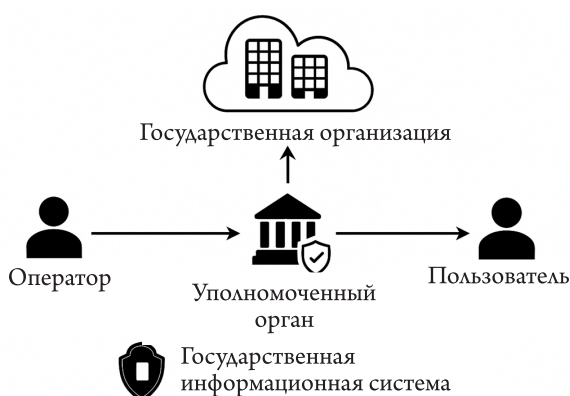 Государственная организация
Оператор
Уполномоченный
орган
Пользователь
Государственная
информационная система